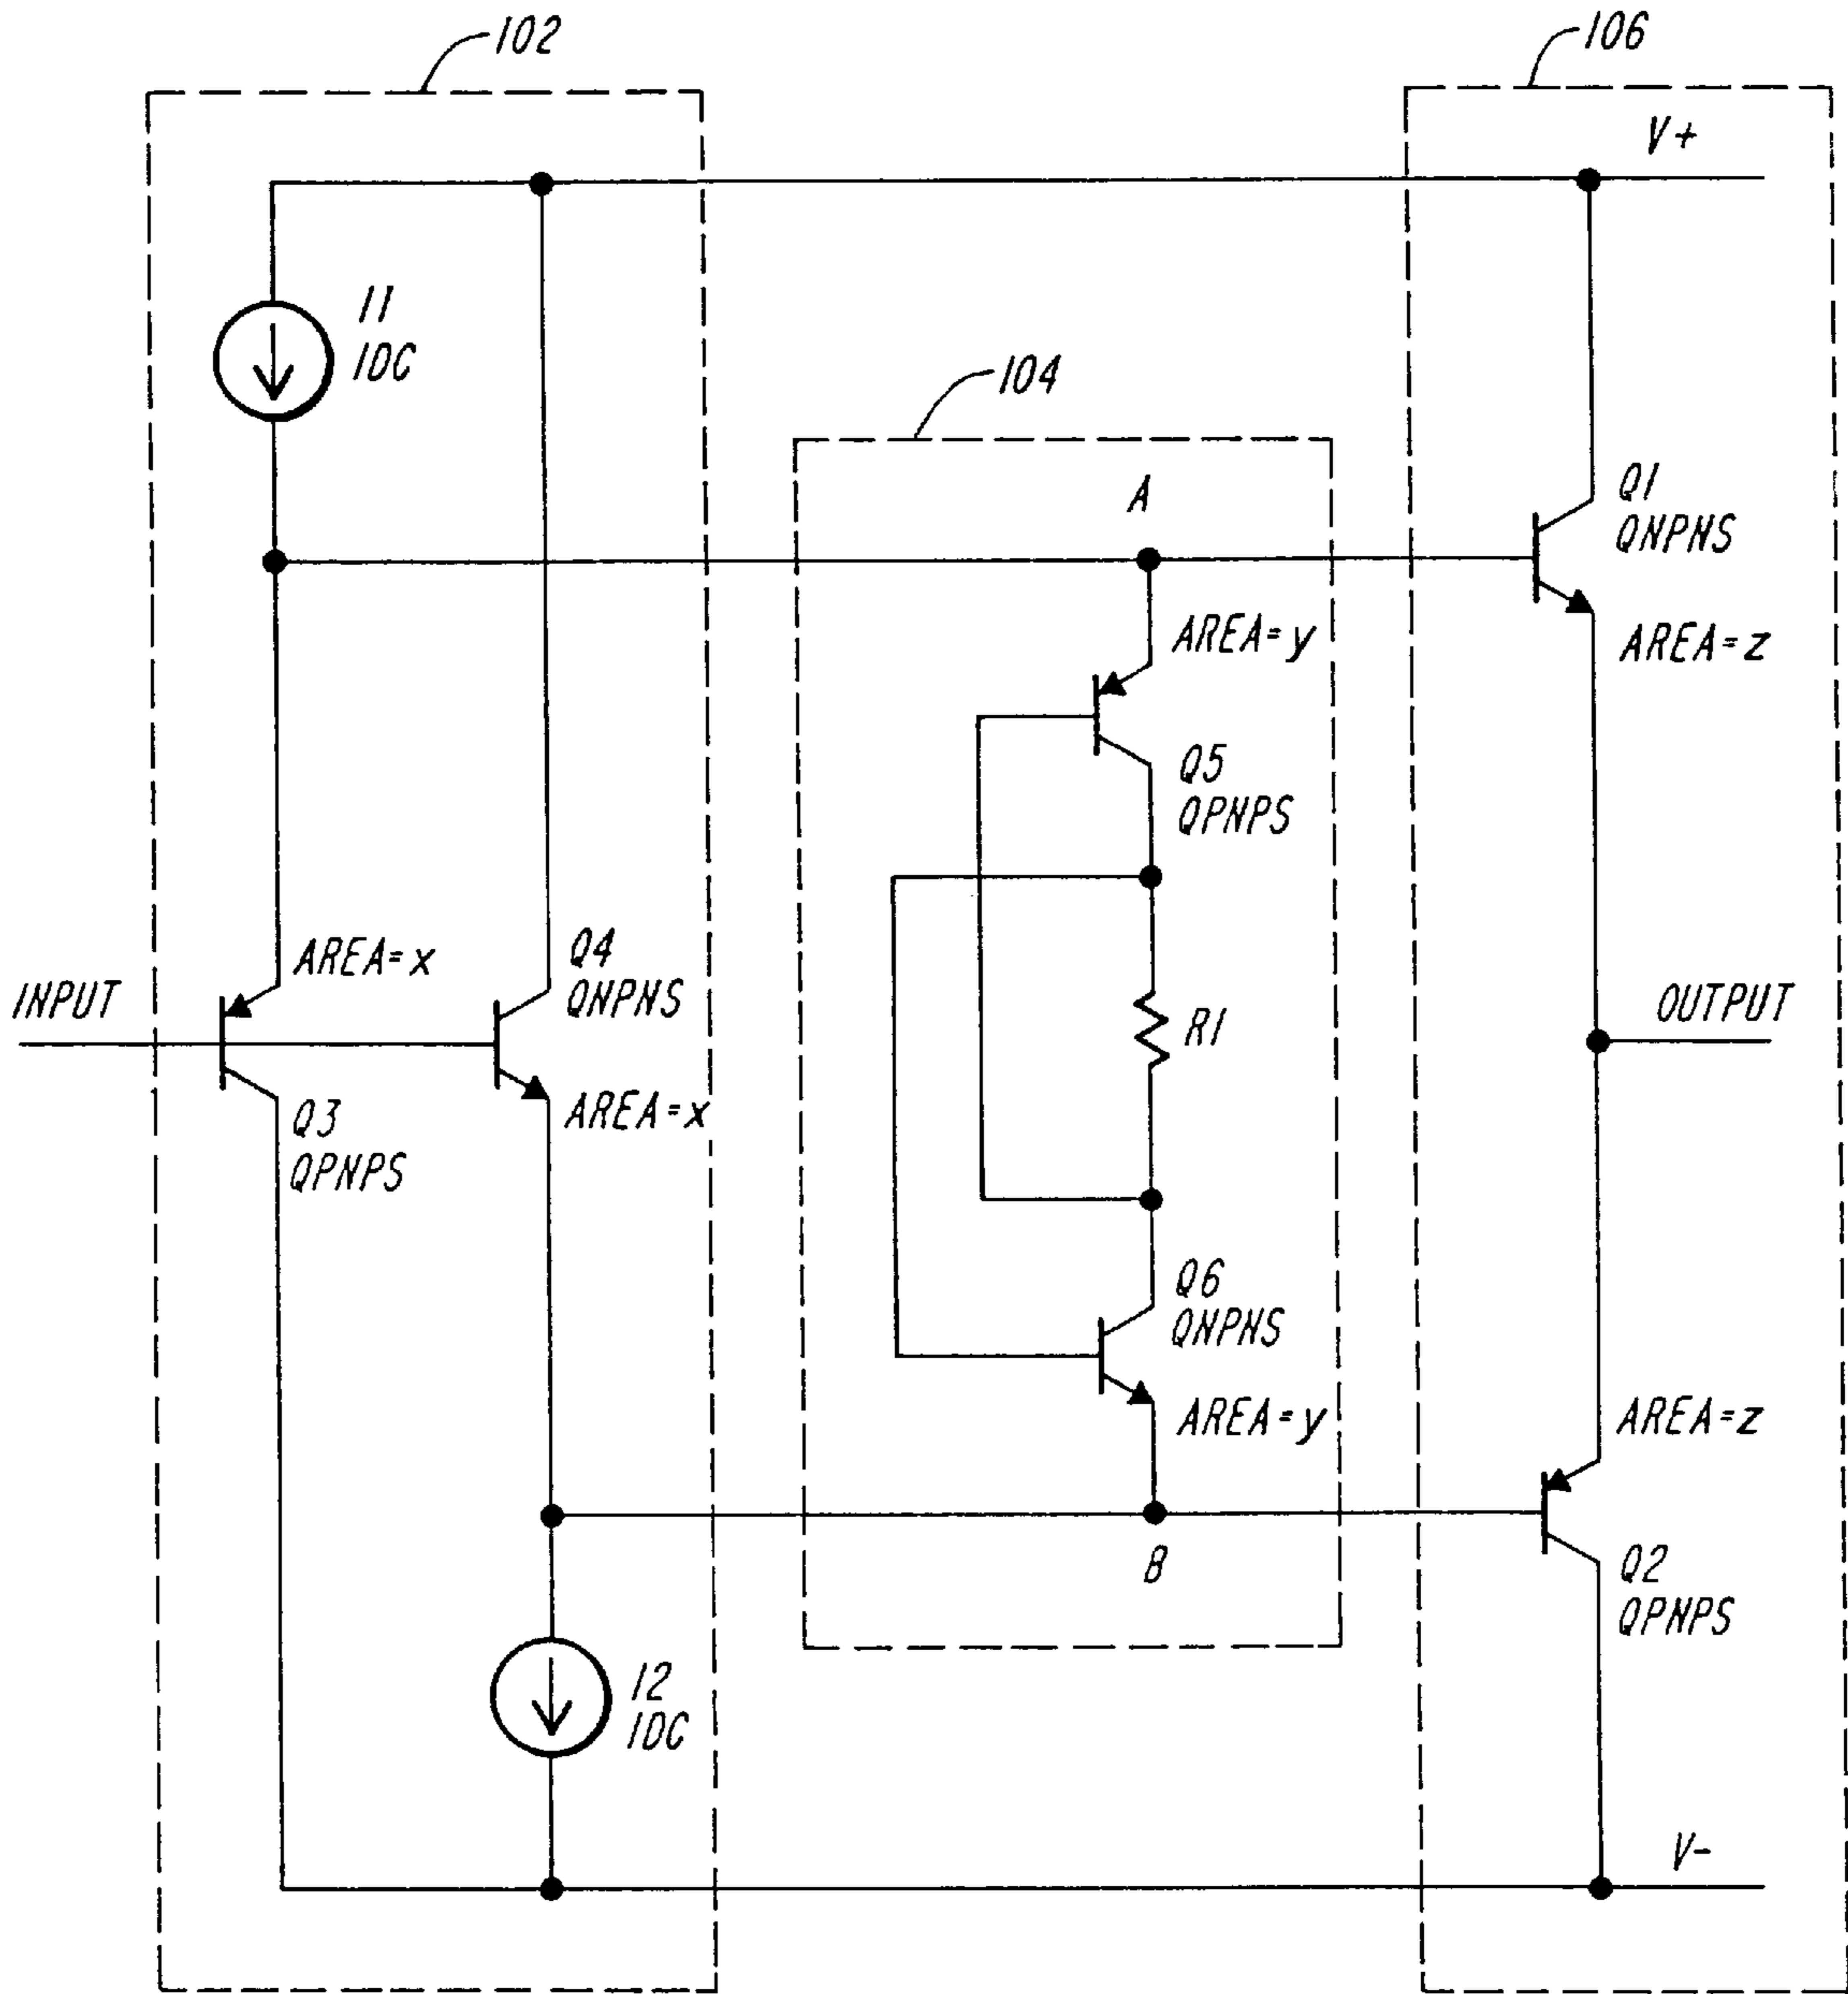 102
106
V+
I1
IDC
104
A
Q1
QNPNS
AREA=y
AREA=z
Q5
QPNPS
AREA=x
Q4
QNPNS
INPUT
R1
OUTPUT
Q3
QPNPS
AREA=x
Q6
QNPNS
AREA=y
AREA=z
B
Q2
QPNPS
I2
IDC
V-